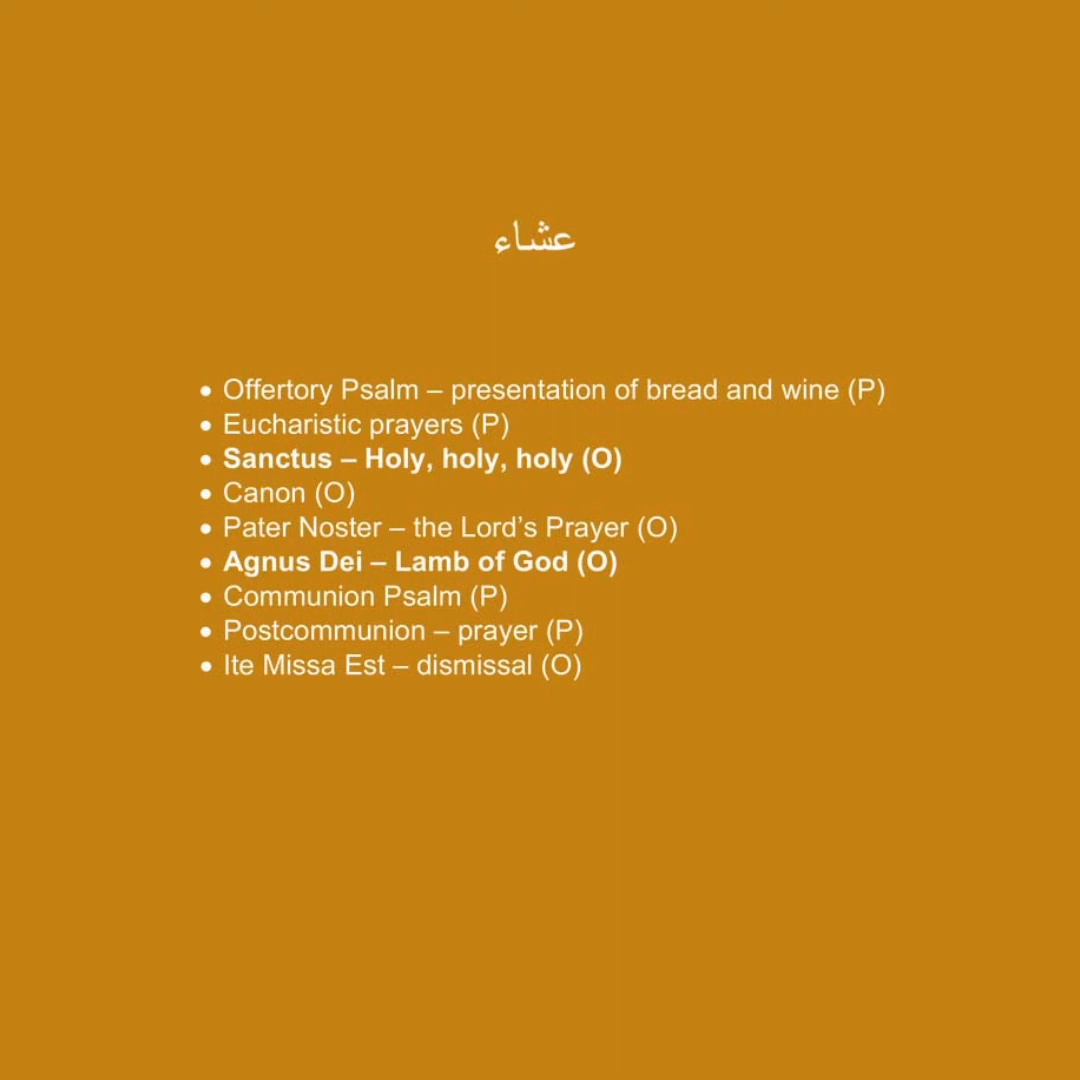 عشاء
• Offertory Psalm – presentation of bread and wine (P)
• Eucharistic prayers (P)
• Sanctus – Holy, holy, holy (O)
• Canon (O)
• Pater Noster – the Lord’s Prayer (O)
• Agnus Dei – Lamb of God (O)
• Communion Psalm (P)
• Postcommunion – prayer (P)
• Ite Missa Est – dismissal (O)